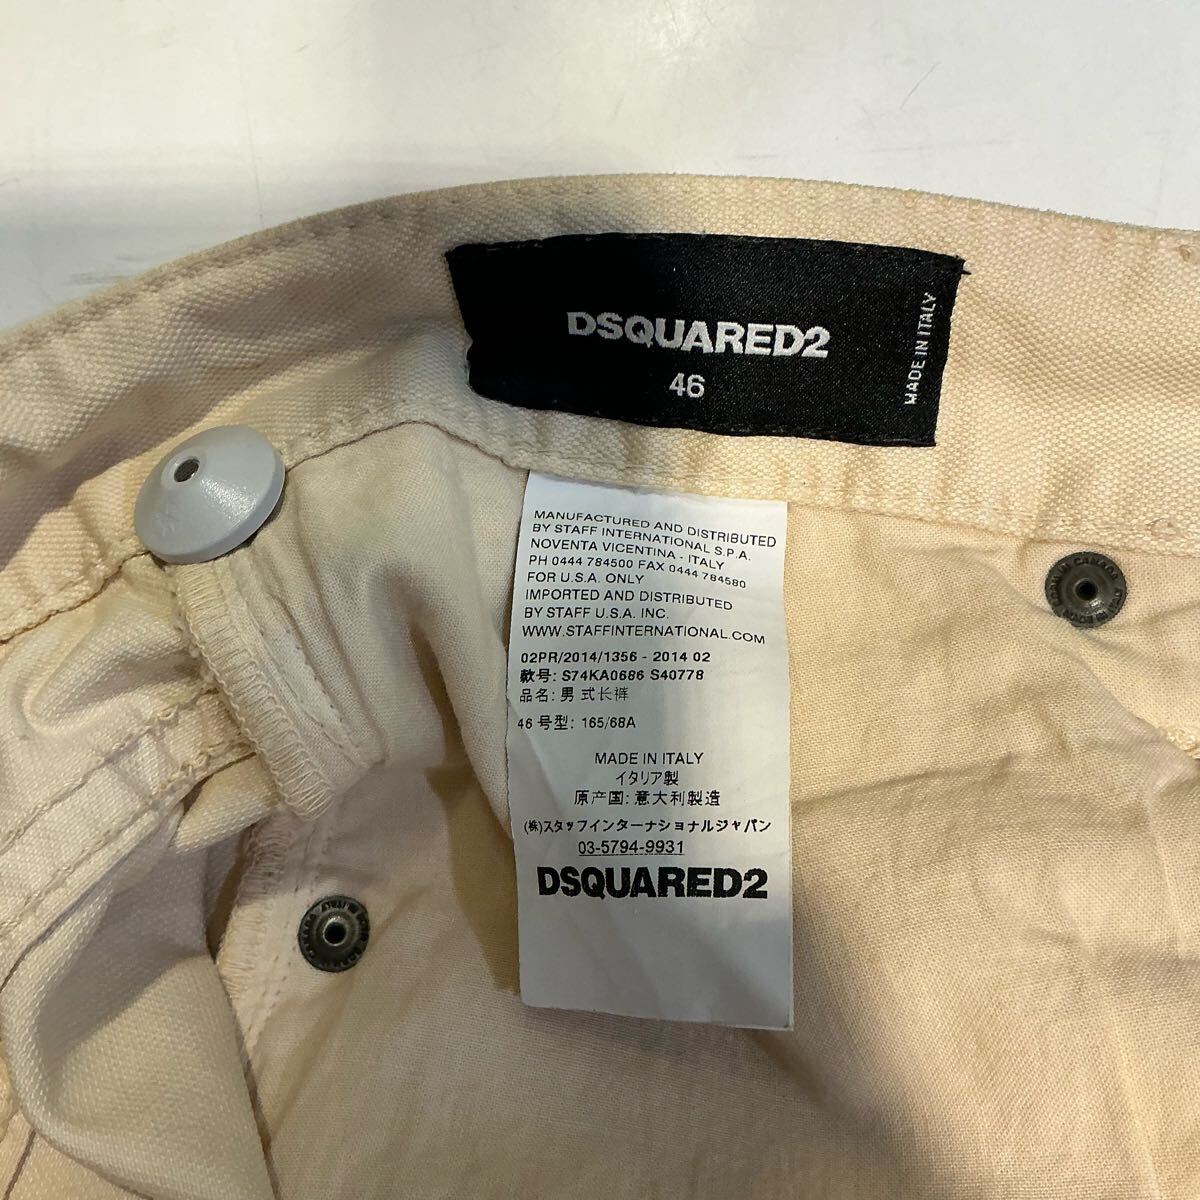 DSQUARED2
46
MADE IN ITALY
MANUFACTURED AND DISTRIBUTED
BY STAFF INTERNATIONAL S.P.A.
NOVENTA VICENTINA - ITALY
PH 0444 784500 FAX 0444 784580
FOR U.S.A. ONLY
IMPORTED AND DISTRIBUTED
BY STAFF U.S.A. INC.
WWW.STAFFINTERNATIONAL.COM
02PR/2014/1356 - 2014 02
款号: S74KA0686 S40778
品名: 男式长裤
46 号型: 165/68A
MADE IN ITALY
イタリア製
原产国: 意大利製造
(株)スタッフインターナショナルジャパン
03-5794-9931
DSQUARED2